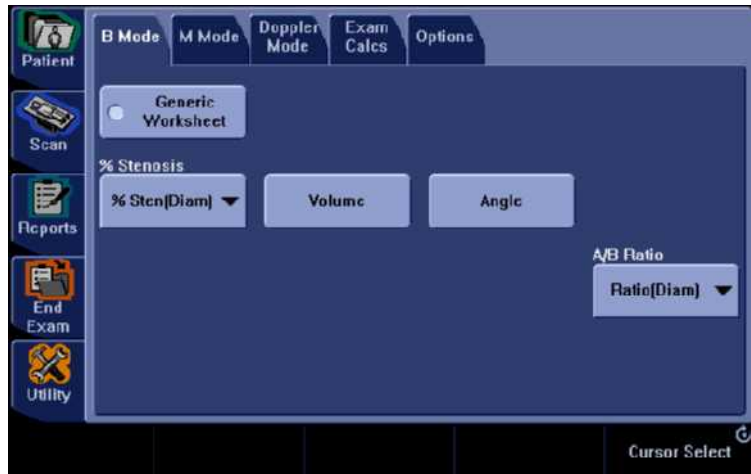 Patient
B Mode
M Mode
Doppler
Mode
Exam
Calcs
Options
Generic
Worksheet
Scan
% Stenosis
% Sten(Diam)
Volume
Angle
Reports
A/B Ratio
Ratio(Diam)
End
Exam
Utility
Cursor Select